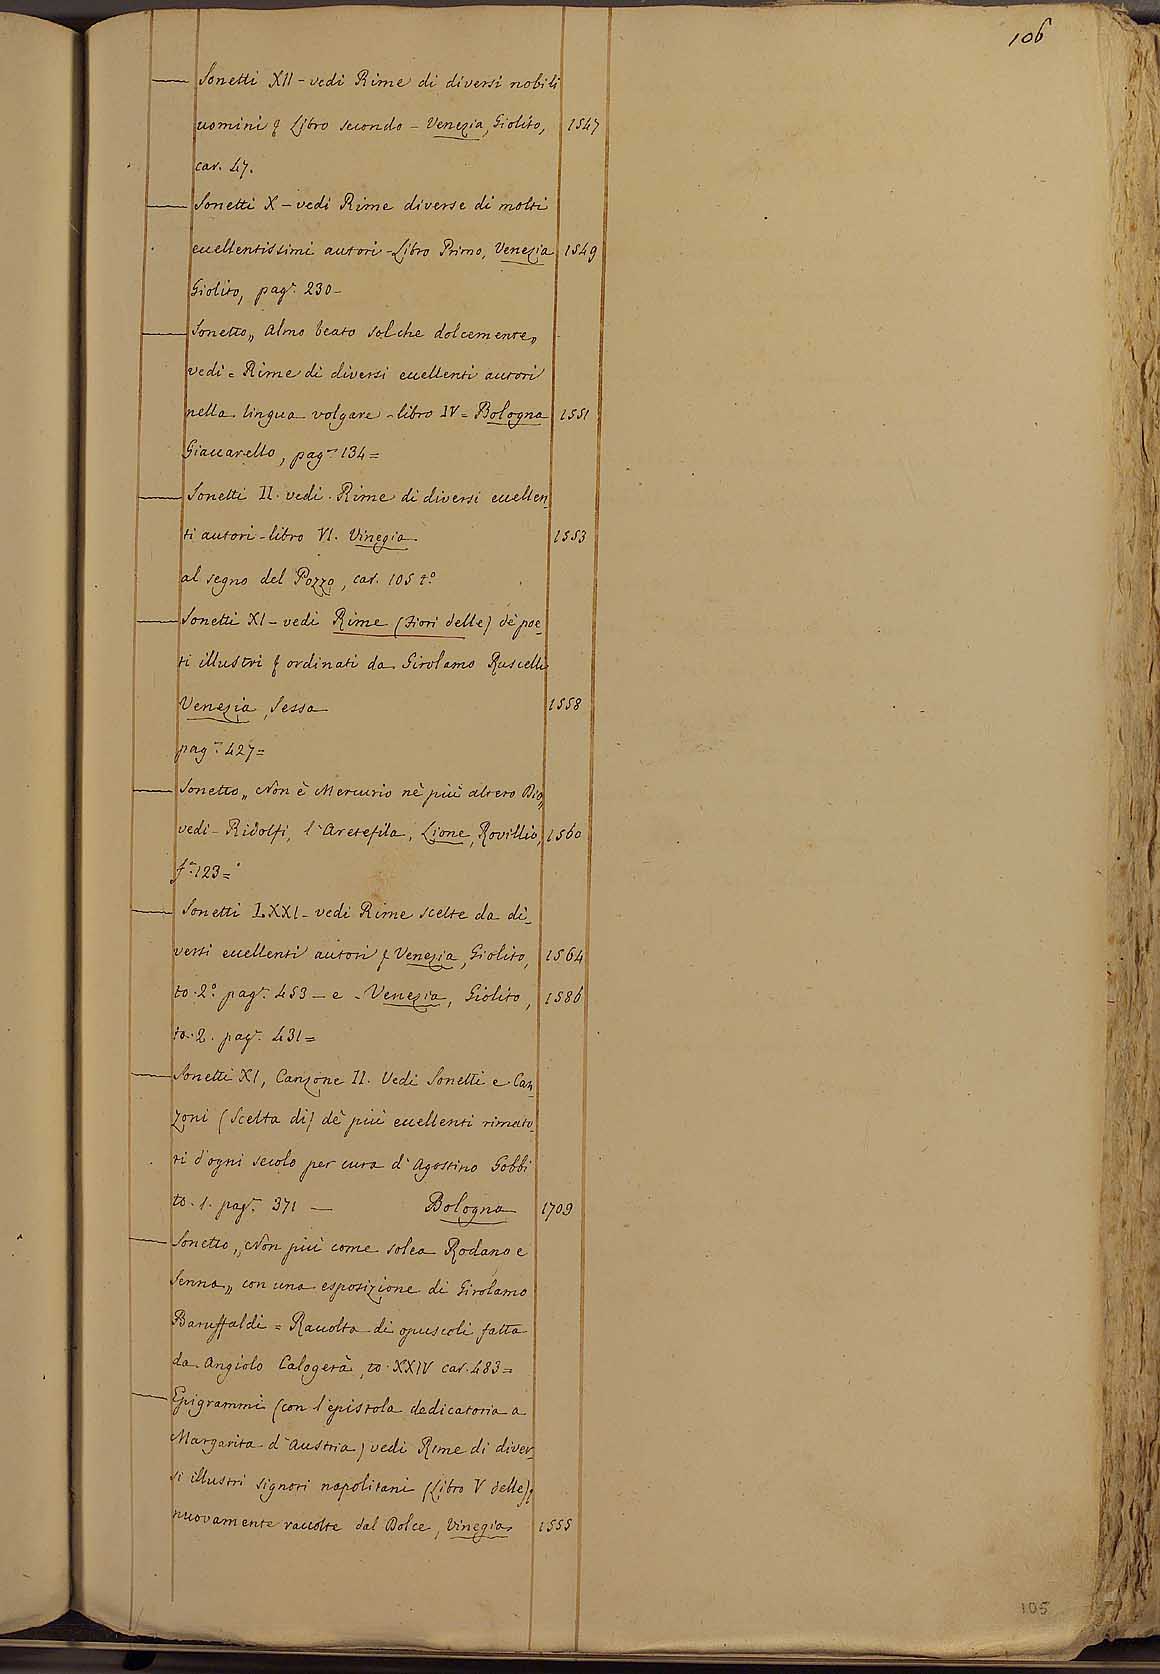 106
— Sonetti XII - vedi Rime di diversi nobili
uomini & Libro secondo - Venezia, Giolito, 1547
car. 47.
— Sonetti X - vedi Rime diverse di molti
eccellentissimi autori - Libro Primo, Venezia 1549
Giolito, pag. 230 -
— Sonetto „ Almo beato sol che dolcemente„
vedi = Rime di diversi eccellenti autori
nella lingua volgare - libro IV = Bologna 1551
Giaccarello, pag. 134 =
— Sonetti II. vedi. Rime di diversi eccellen-
ti autori - libro VI. Vinegia 1553
al segno del Pozzo, car. 105 t.º
— Sonetti XI - vedi Rime (Fiori delle) de' poe-
ti illustri & ordinati da Girolamo Ruscelli
Venezia, Sessa 1558
pag. 427 =
— Sonetto „ Non è Mercurio nè più altero Dio„
vedi - Ridolfi, l'Aretefila, Lione, Rovillio, 1560
f. 123 =
— Sonetti LXXI - vedi Rime scelte da di-
versi eccellenti autori & Venezia, Giolito, 1564
to. 2º pag. 453 - e - Venezia, Giolito, 1586
to. 2. pag. 431 =
— Sonetti XI, Canzone II. Vedi Sonetti e Can-
zoni (Scelta di) de' più eccellenti rimato-
ri d'ogni secolo per cura d'Agostino Gobbi
to. 1. pag. 371 — Bologna 1709
— Sonetto „ Non più come solea Rodano e
Senna„ con una esposizione di Girolamo
Baruffaldi = Raccolta di opuscoli fatta
da Angiolo Calogerà, to. XXIV car. 483 =
— Epigrammi (con l'epistola dedicatoria a
Margarita d'Austria) vedi Rime di diver-
si illustri signori napolitani (Libro V delle) &
nuovamente raccolte dal Dolce, Vinegia 1555
105